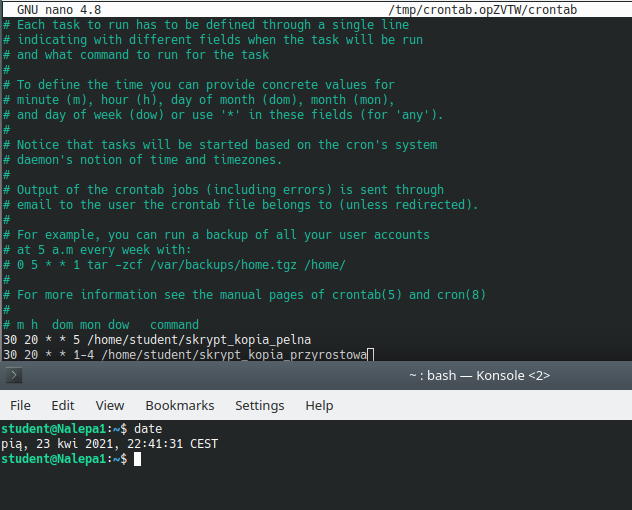 GNU nano 4.8 /tmp/crontab.opZVTW/crontab
# Each task to run has to be defined through a single line
# indicating with different fields when the task will be run
# and what command to run for the task
#
# To define the time you can provide concrete values for
# minute (m), hour (h), day of month (dom), month (mon),
# and day of week (dow) or use '*' in these fields (for 'any').
#
# Notice that tasks will be started based on the cron's system
# daemon's notion of time and timezones.
#
# Output of the crontab jobs (including errors) is sent through
# email to the user the crontab file belongs to (unless redirected).
#
# For example, you can run a backup of all your user accounts
# at 5 a.m every week with:
# 0 5 * * 1 tar -zcf /var/backups/home.tgz /home/
#
# For more information see the manual pages of crontab(5) and cron(8)
#
# m h  dom mon dow   command
30 20 * * 5 /home/student/skrypt_kopia_pelna
30 20 * * 1-4 /home/student/skrypt_kopia_przyrostowa
~ : bash — Konsole <2>
File Edit View Bookmarks Settings Help
student@Nalepa1:~$ date
pią, 23 kwi 2021, 22:41:31 CEST
student@Nalepa1:~$